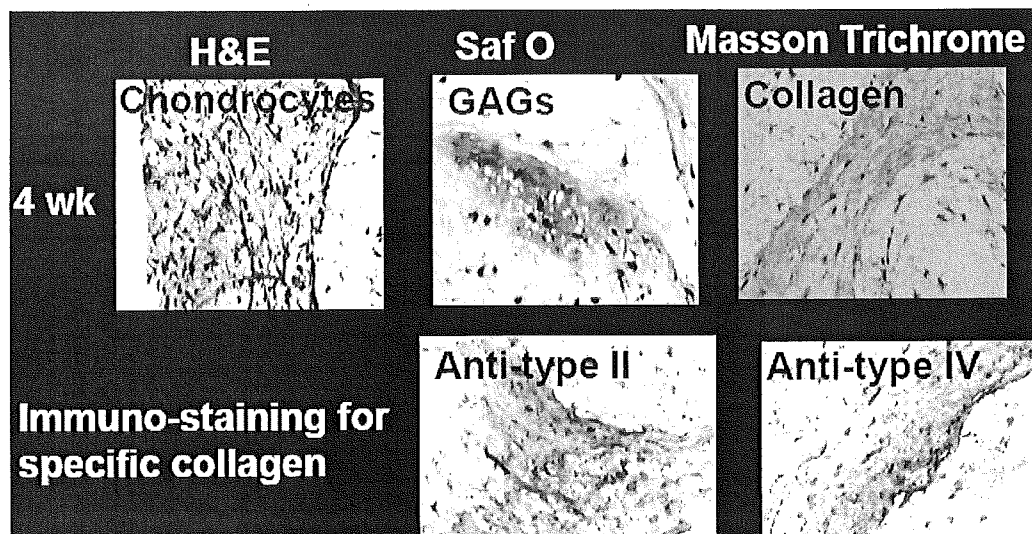 H&E
Saf O
Masson Trichrome
Chondrocytes
GAGs
Collagen
4 wk
Anti-type II
Anti-type IV
Immuno-staining for
specific collagen